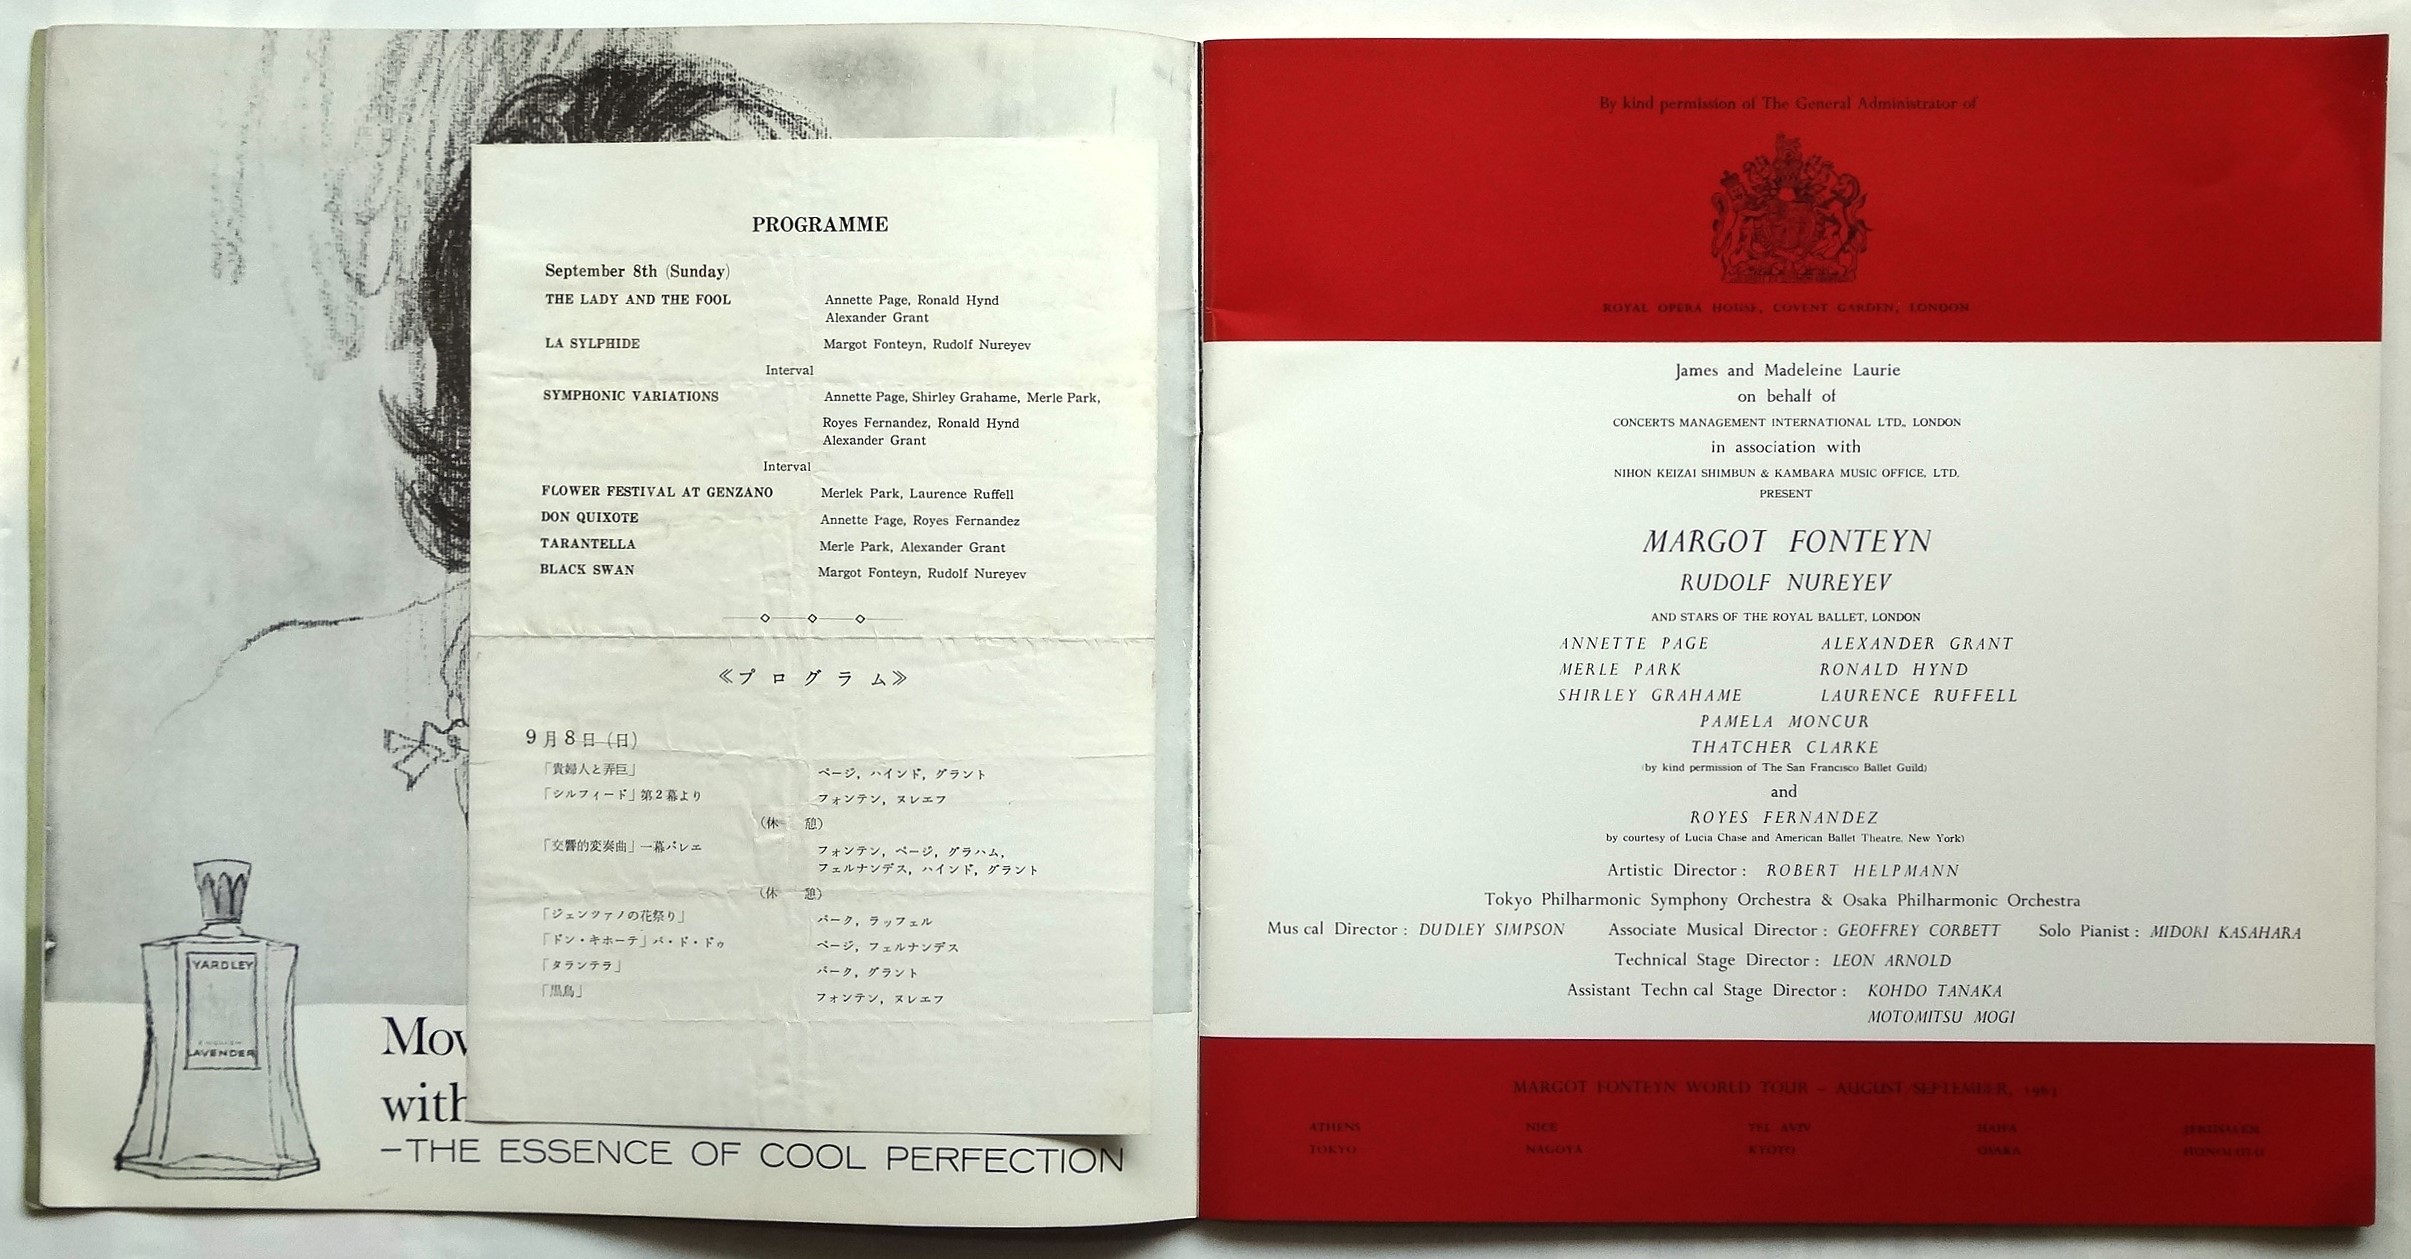 PROGRAMME
September 8th (Sunday)
THE LADY AND THE FOOL Annette Page, Ronald Hynd
Alexander Grant
LA SYLPHIDE Margot Fonteyn, Rudolf Nureyev
Interval
SYMPHONIC VARIATIONS Annette Page, Shirley Grahame, Merle Park,
Royes Fernandez, Ronald Hynd
Alexander Grant
Interval
FLOWER FESTIVAL AT GENZANO Merlek Park, Laurence Ruffell
DON QUIXOTE Annette Page, Royes Fernandez
TARANTELLA Merle Park, Alexander Grant
BLACK SWAN Margot Fonteyn, Rudolf Nureyev
≪プログラム≫
9月8日(日)
「貴婦人と弄臣」 ページ, ハインド, グラント
「シルフィード」第2幕より フォンテン, ヌレエフ
(休 憩)
「交響的変奏曲」一幕バレエ フォンテン, ページ, グラハム,
フェルナンデス, ハインド, グラント
(休 憩)
「ジェンツァノの花祭り」 パーク, ラッフェル
「ドン・キホーテ」パ・ド・ドゥ ページ, フェルナンデス
「タランテラ」 パーク, グラント
「黒鳥」 フォンテン, ヌレエフ
YARDLEY
LAVENDER
Mov
with
–THE ESSENCE OF COOL PERFECTION
By kind permission of The General Administrator of
ROYAL OPERA HOUSE, COVENT GARDEN, LONDON
James and Madeleine Laurie
on behalf of
CONCERTS MANAGEMENT INTERNATIONAL LTD., LONDON
in association with
NIHON KEIZAI SHIMBUN & KAMBARA MUSIC OFFICE, LTD.
PRESENT
MARGOT FONTEYN
RUDOLF NUREYEV
AND STARS OF THE ROYAL BALLET, LONDON
ANNETTE PAGE ALEXANDER GRANT
MERLE PARK RONALD HYND
SHIRLEY GRAHAME LAURENCE RUFFELL
PAMELA MONCUR
THATCHER CLARKE
(by kind permission of The San Francisco Ballet Guild)
and
ROYES FERNANDEZ
by courtesy of Lucia Chase and American Ballet Theatre. New York)
Artistic Director : ROBERT HELPMANN
Tokyo Philharmonic Symphony Orchestra & Osaka Philharmonic Orchestra
Mus cal Director : DUDLEY SIMPSON Associate Musical Director : GEOFFREY CORBETT Solo Pianist : MIDORI KASAHARA
Technical Stage Director : LEON ARNOLD
Assistant Techn cal Stage Director : KOHDO TANAKA
MOTOMITSU MOGI
MARGOT FONTEYN WORLD TOUR – AUGUST/SEPTEMBER, 1963
ATHENS NICE TEL AVIV HAIFA JERUSALEM
TOKYO NAGOYA KYOTO OSAKA HONOLULU